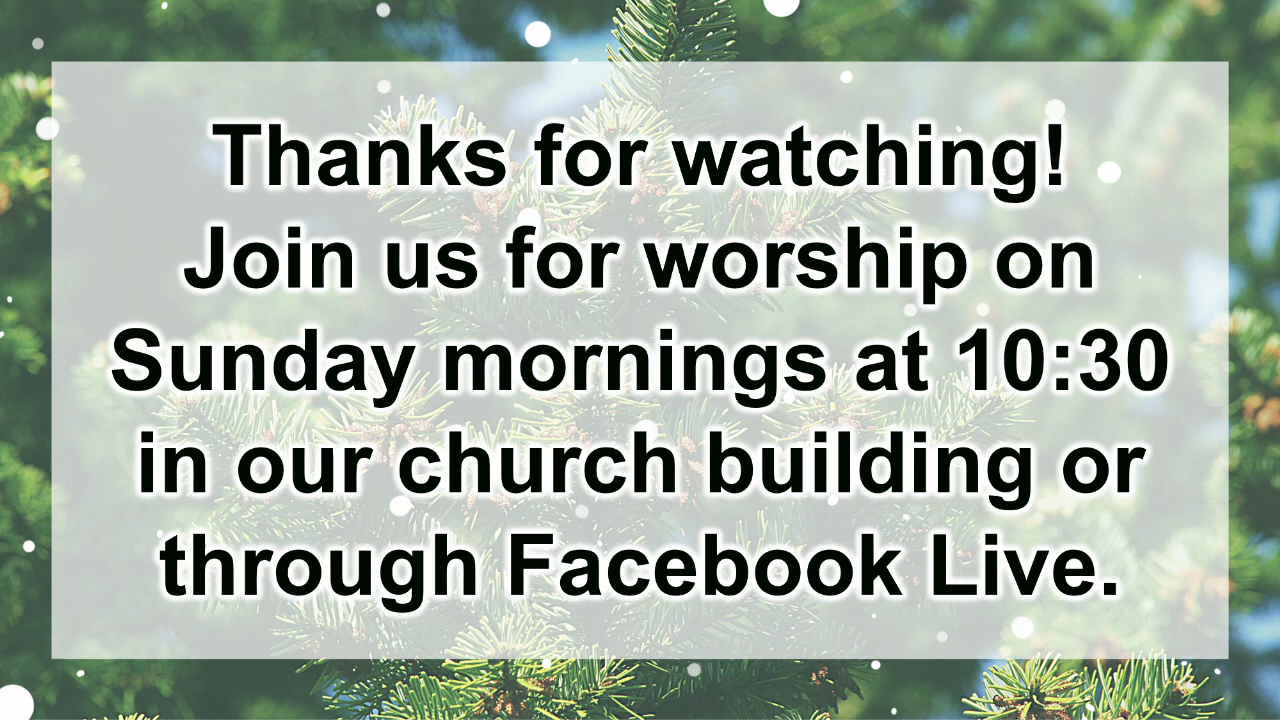 Thanks for watching!
Join us for worship on
Sunday mornings at 10:30
in our church building or
through Facebook Live.